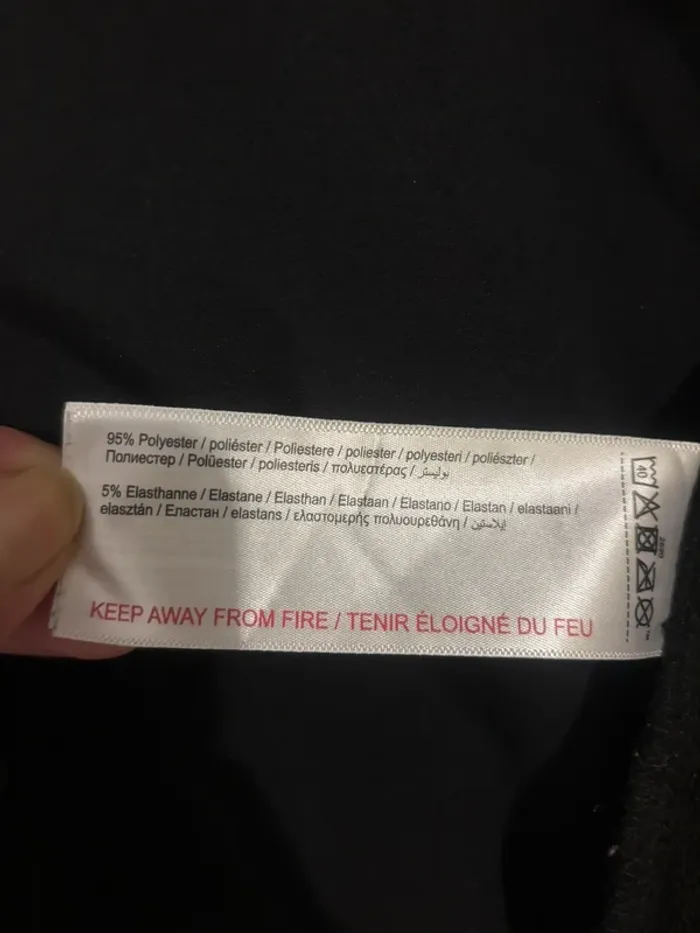 95% Polyester / poliéster / Poliestere / poliester / polyesteri / poliészter /
Полиестер / Polüester / poliesteris / πολυεστέρας / بوليستر
5% Elasthanne / Elastane / Elasthan / Elastaan / Elastano / Elastan / elastaani /
elasztán / Еластан / elastans / ελαστομερής πολυουρεθάνη / إيلاستين
KEEP AWAY FROM FIRE / TENIR ÉLOIGNÉ DU FEU
40